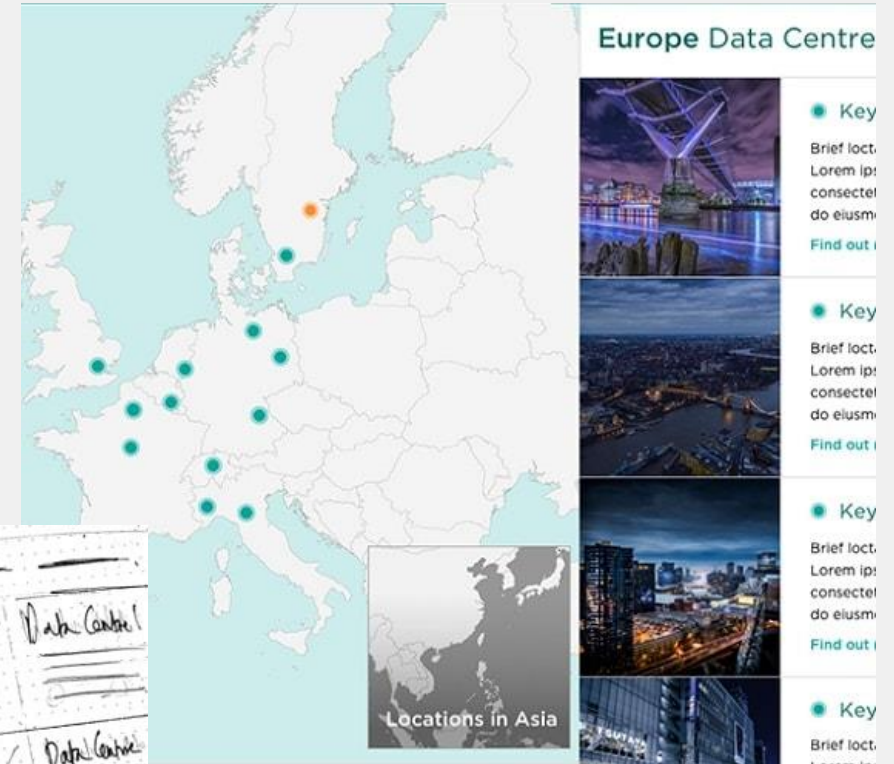 Europe Data Centre
Key
Brief loct
Lorem ips
consectet
do eiusm
Find out
Key
Brief loct
Lorem ips
consectet
do eiusm
Find out
Key
Brief loct
Lorem ips
consectet
do eiusm
Find out
Key
Brief loct
Locations in Asia
Data Centre
Data Centre